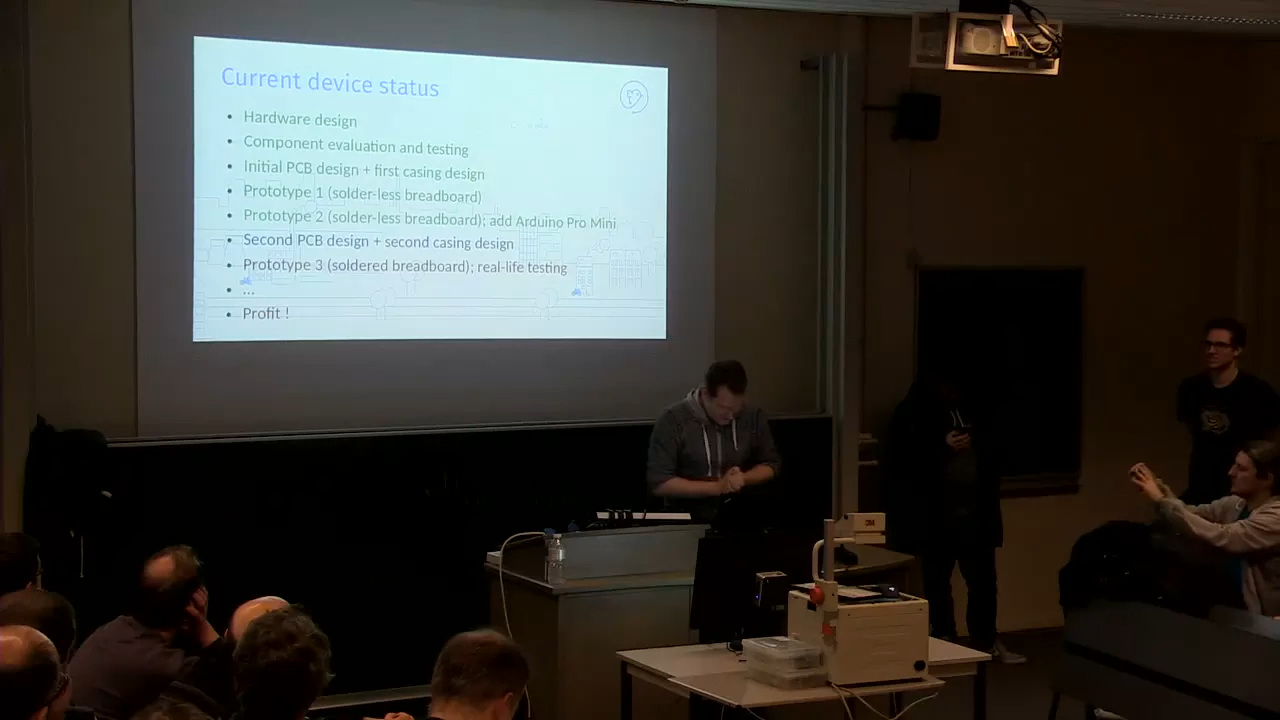 Current device status
• Hardware design
• Component evaluation and testing
• Initial PCB design + first casing design
• Prototype 1 (solder-less breadboard)
• Prototype 2 (solder-less breadboard); add Arduino Pro Mini
• Second PCB design + second casing design
• Prototype 3 (soldered breadboard); real-life testing
• ...
• Profit !
3M